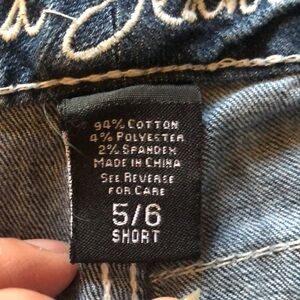 94% COTTON
4% POLYESTER
2% SPANDEX
MADE IN CHINA
SEE REVERSE
FOR CARE
5/6
SHORT